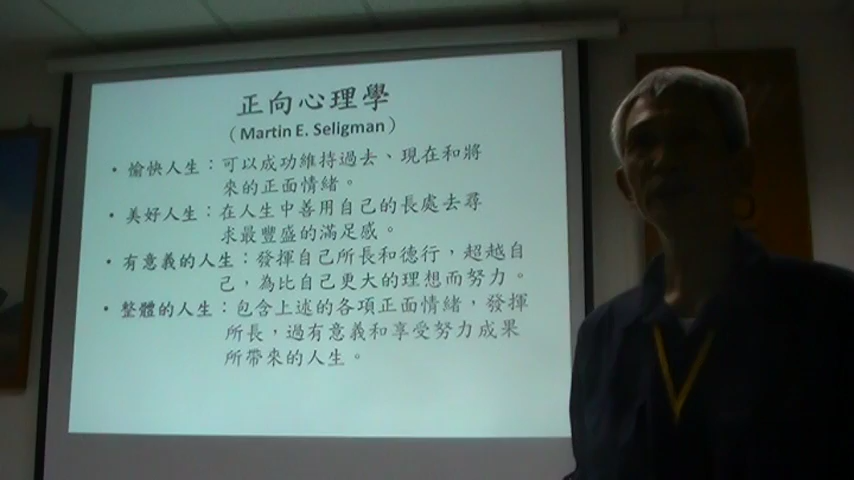 正向心理學
（Martin E. Seligman）
• 愉快人生：可以成功維持過去、現在和將
來的正面情緒。
• 美好人生：在人生中善用自己的長處去尋
求最豐盛的滿足感。
• 有意義的人生：發揮自己所長和德行，超越自
己，為比自己更大的理想而努力。
• 整體的人生：包含上述的各項正面情緒，發揮
所長，過有意義和享受努力成果
所帶來的人生。